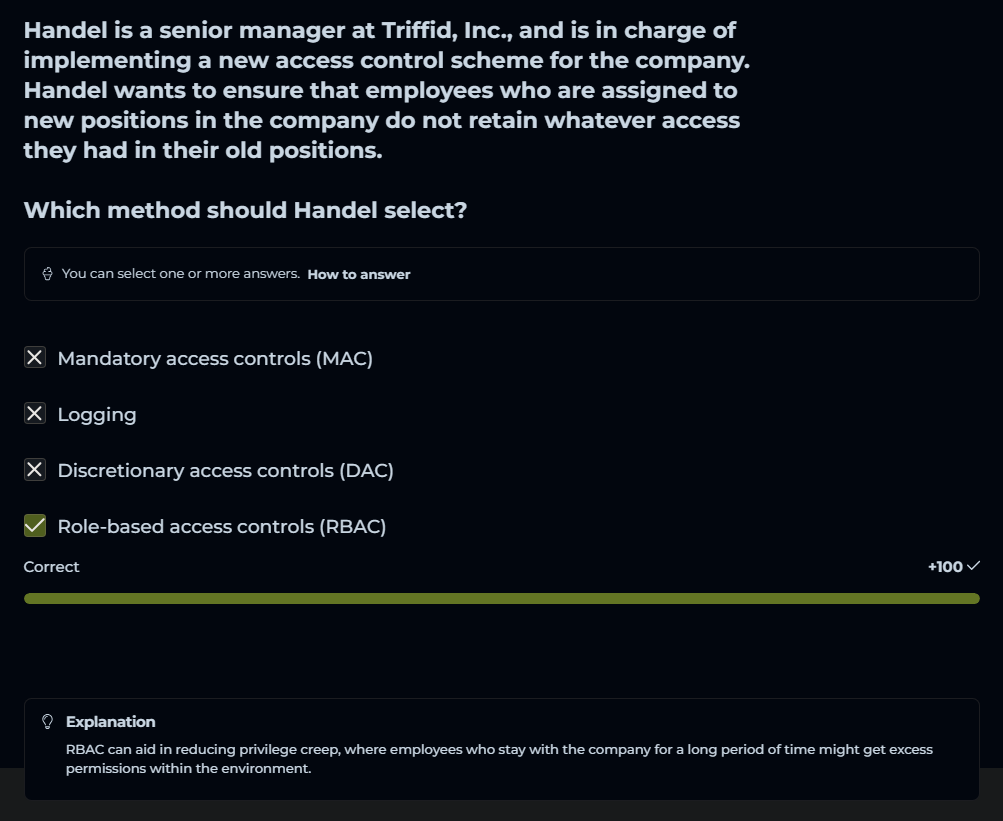 Handel is a senior manager at Triffid, Inc., and is in charge of
implementing a new access control scheme for the company.
Handel wants to ensure that employees who are assigned to
new positions in the company do not retain whatever access
they had in their old positions.
Which method should Handel select?
You can select one or more answers. How to answer
Mandatory access controls (MAC)
Logging
Discretionary access controls (DAC)
Role-based access controls (RBAC)
Correct +100
Explanation
RBAC can aid in reducing privilege creep, where employees who stay with the company for a long period of time might get excess
permissions within the environment.